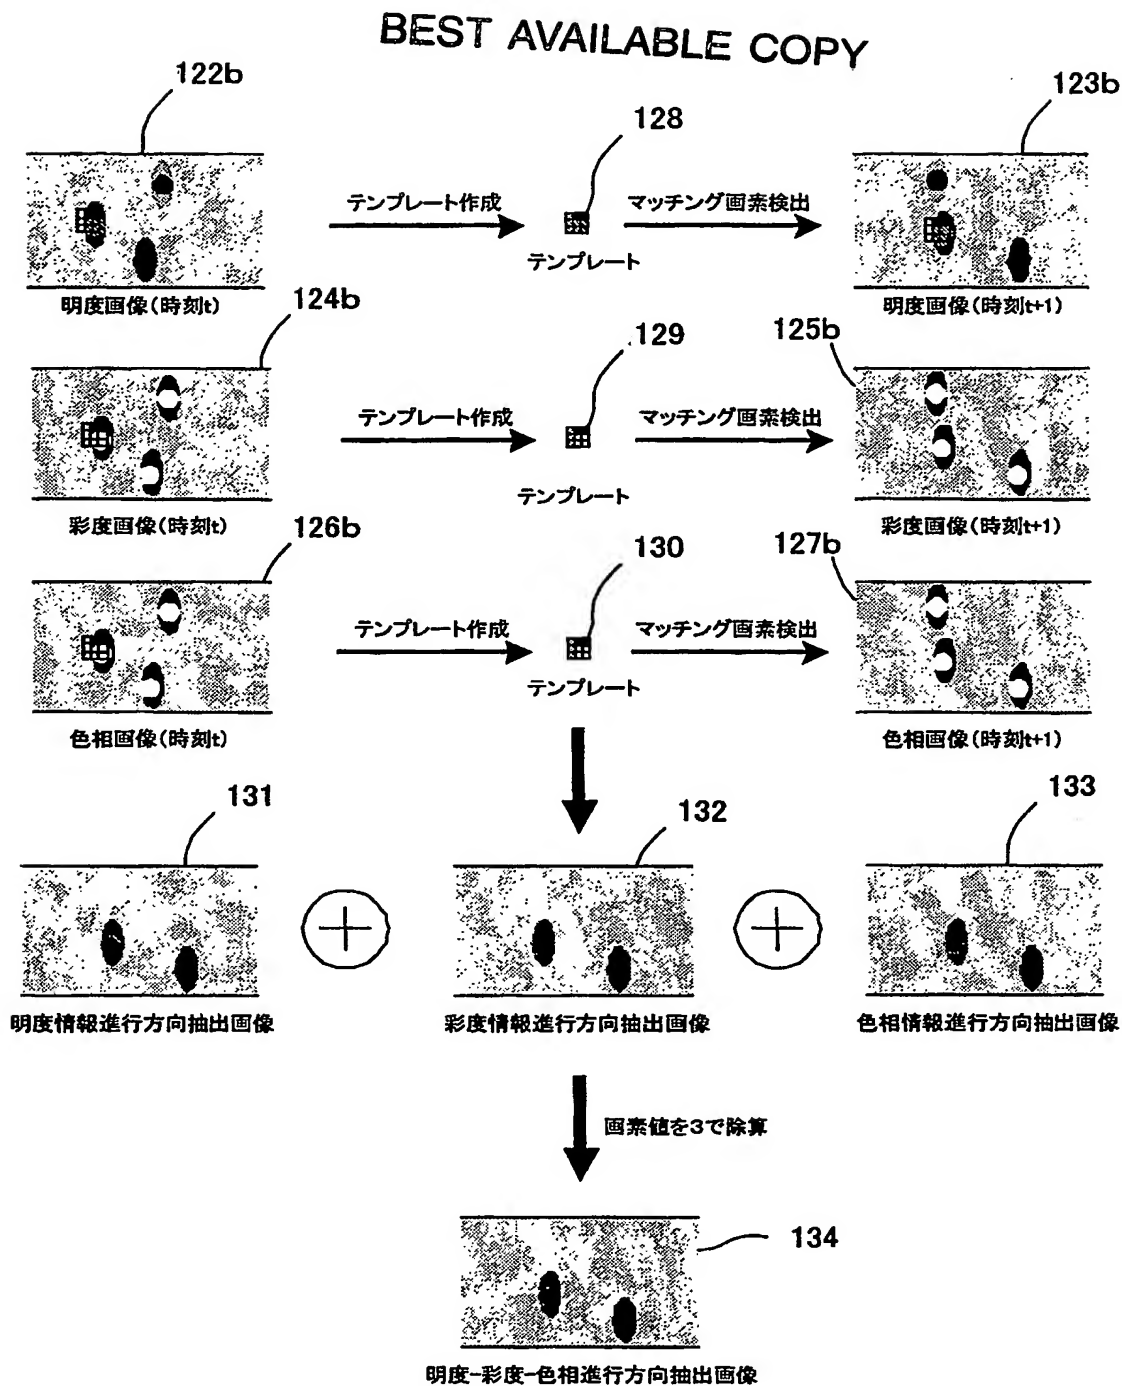 BEST AVAILABLE COPY
122b
128
123b
テンプレート作成
マッチング画素検出
テンプレート
明度画像(時刻t)
明度画像(時刻t+1)
124b
129
125b
テンプレート作成
マッチング画素検出
テンプレート
彩度画像(時刻t)
彩度画像(時刻t+1)
126b
130
127b
テンプレート作成
マッチング画素検出
テンプレート
色相画像(時刻t)
色相画像(時刻t+1)
131
132
133
明度情報進行方向抽出画像
彩度情報進行方向抽出画像
色相情報進行方向抽出画像
画素値を3で除算
134
明度-彩度-色相進行方向抽出画像